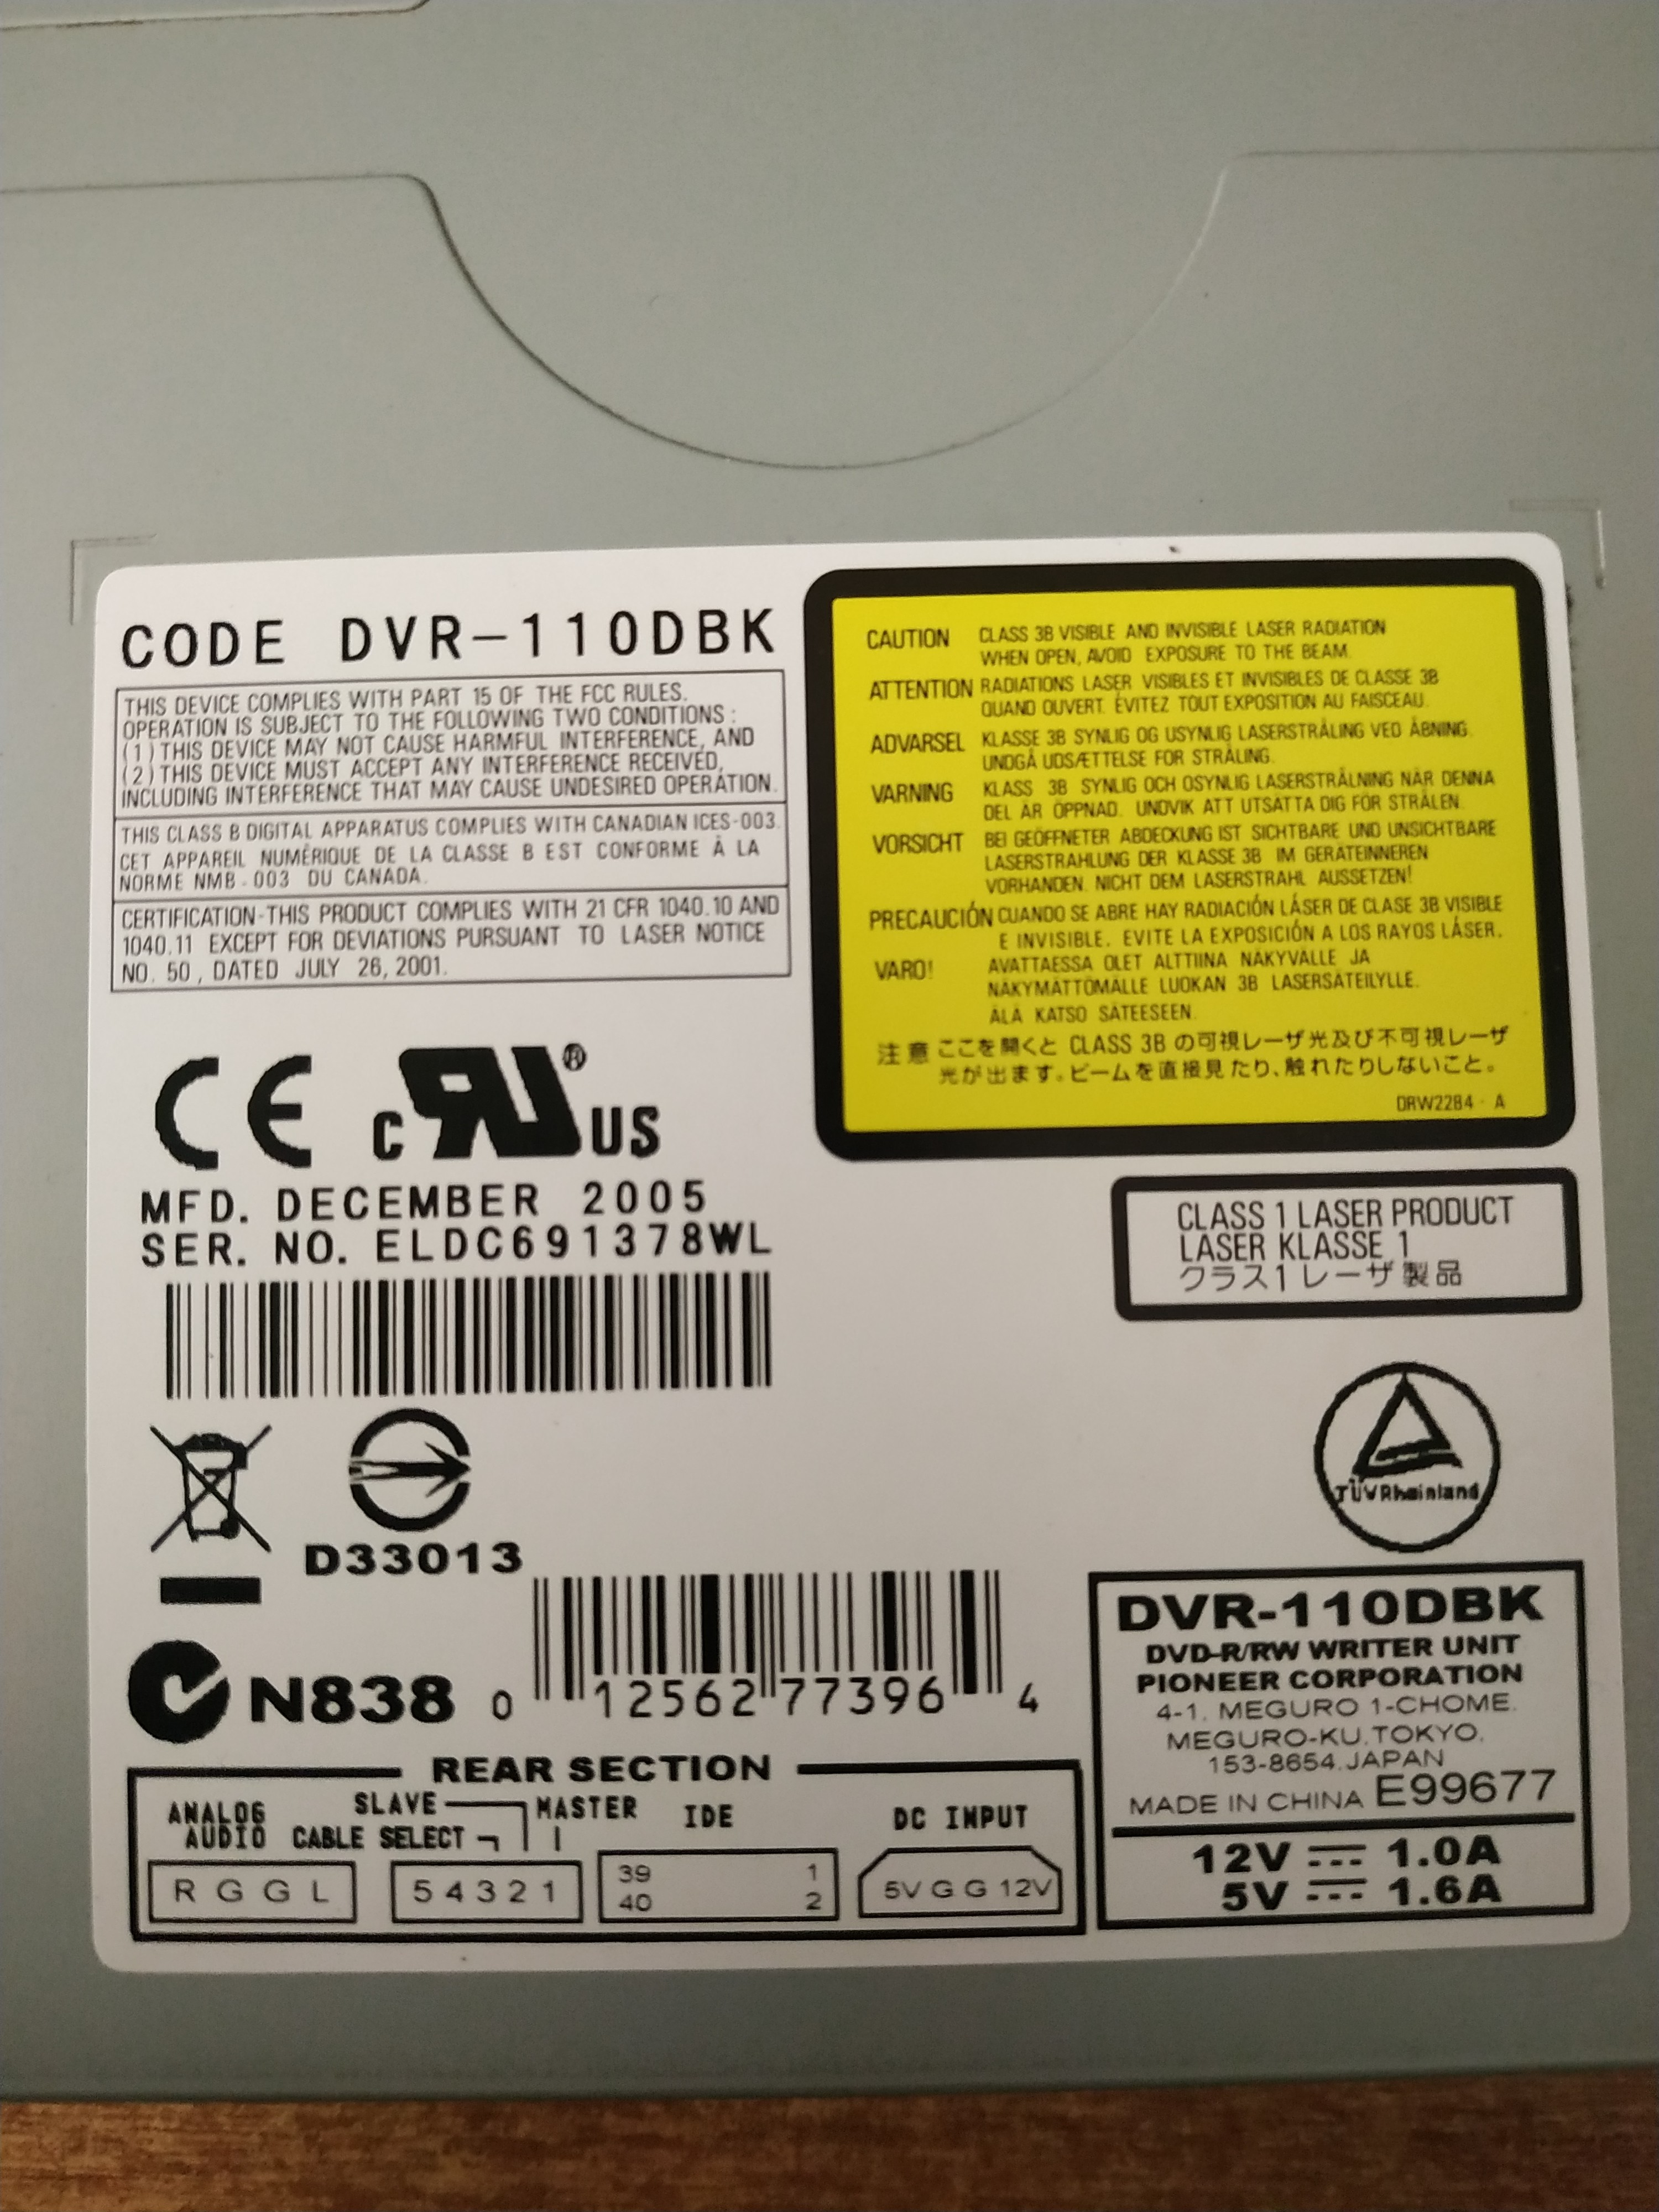 CODE DVR-110DBK
THIS DEVICE COMPLIES WITH PART 15 OF THE FCC RULES.
OPERATION IS SUBJECT TO THE FOLLOWING TWO CONDITIONS :
(1) THIS DEVICE MAY NOT CAUSE HARMFUL INTERFERENCE, AND
(2) THIS DEVICE MUST ACCEPT ANY INTERFERENCE RECEIVED,
INCLUDING INTERFERENCE THAT MAY CAUSE UNDESIRED OPERATION.
THIS CLASS B DIGITAL APPARATUS COMPLIES WITH CANADIAN ICES-003.
CET APPAREIL NUMÉRIQUE DE LA CLASSE B EST CONFORME À LA
NORME NMB-003 DU CANADA.
CERTIFICATION-THIS PRODUCT COMPLIES WITH 21 CFR 1040.10 AND
1040.11 EXCEPT FOR DEVIATIONS PURSUANT TO LASER NOTICE
NO. 50, DATED JULY 26, 2001.
CAUTION CLASS 3B VISIBLE AND INVISIBLE LASER RADIATION
WHEN OPEN, AVOID EXPOSURE TO THE BEAM.
ATTENTION RADIATIONS LASER VISIBLES ET INVISIBLES DE CLASSE 3B
QUAND OUVERT. ÉVITEZ TOUT EXPOSITION AU FAISCEAU.
ADVARSEL KLASSE 3B SYNLIG OG USYNLIG LASERSTRÅLING VED ÅBNING.
UNDGÅ UDSÆTTELSE FOR STRÅLING.
VARNING KLASS 3B SYNLIG OCH OSYNLIG LASERSTRÅLNING NÄR DENNA
DEL ÄR ÖPPNAD. UNDVIK ATT UTSÄTTA DIG FÖR STRÅLEN.
VORSICHT BEI GEÖFFNETER ABDECKUNG IST SICHTBARE UND UNSICHTBARE
LASERSTRAHLUNG DER KLASSE 3B IM GERÄTEINNEREN
VORHANDEN. NICHT DEM LASERSTRAHL AUSSETZEN!
PRECAUCIÓN CUANDO SE ABRE HAY RADIACIÓN LÁSER DE CLASE 3B VISIBLE
E INVISIBLE. EVITE LA EXPOSICIÓN A LOS RAYOS LÁSER.
VARO! AVATTAESSA OLET ALTTIINA NÄKYVÄLLE JA
NÄKYMÄTTÖMÄLLE LUOKAN 3B LASERSÄTEILYLLE.
ÄLÄ KATSO SÄTEESEEN.
注意 ここを開くと CLASS 3B の可視レーザ光及び不可視レーザ
光が出ます。ビームを直接見たり、触れたりしないこと。
DRW2284 - A
CE c RU ® US
MFD. DECEMBER 2005
SER. NO. ELDC691378WL
CLASS 1 LASER PRODUCT
LASER KLASSE 1
クラス1 レーザ製品
TÜVRheinland
D33013
N838
0 12562 77396 4
DVR-110DBK
DVD-R/RW WRITER UNIT
PIONEER CORPORATION
4-1, MEGURO 1-CHOME,
MEGURO-KU,TOKYO,
153-8654,JAPAN
MADE IN CHINA E99677
12V 1.0A
5V 1.6A
REAR SECTION
ANALOG AUDIO
SLAVE MASTER IDE DC INPUT
CABLE SELECT
R G G L
5 4 3 2 1
39 1
40 2
5V G G 12V